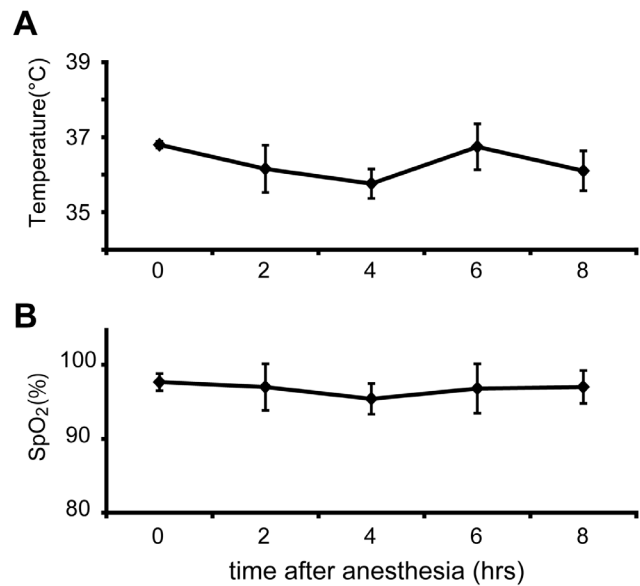 A
Temperature(°C)
39
37
35
0 2 4 6 8
B
SpO₂(%)
100
90
80
0 2 4 6 8
time after anesthesia (hrs)